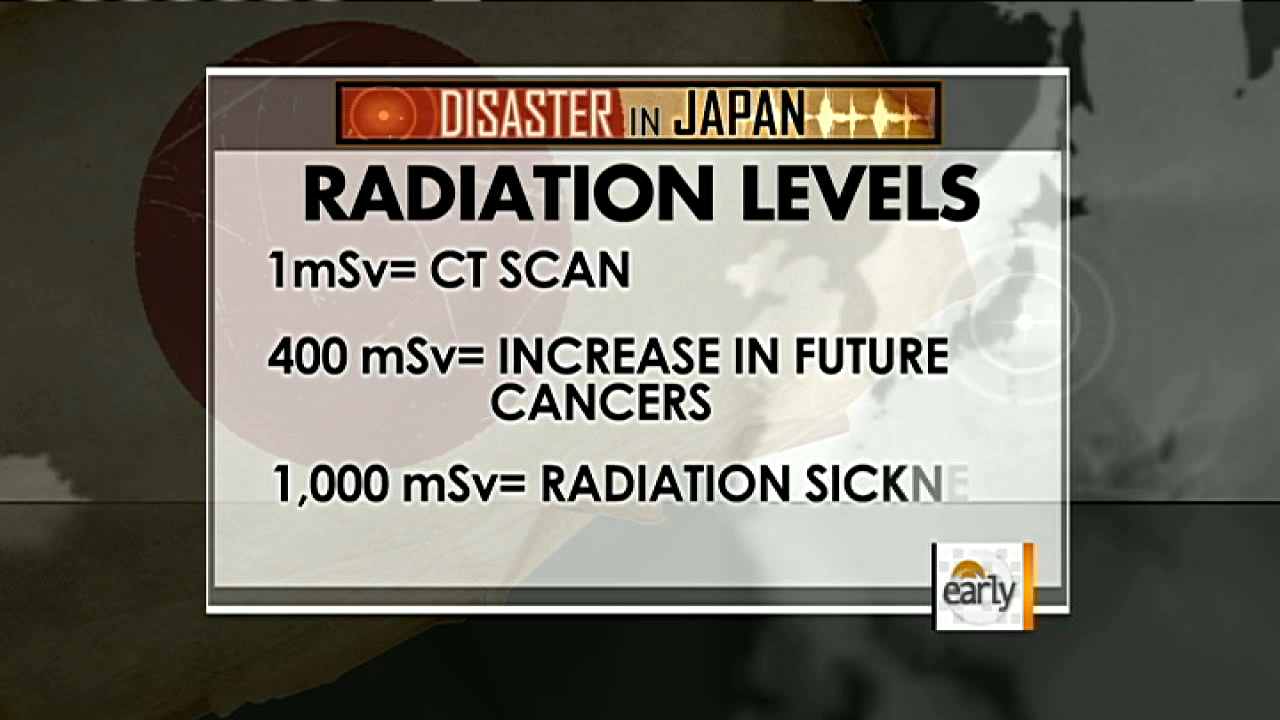 DISASTER IN JAPAN
RADIATION LEVELS
1mSv= CT SCAN
400 mSv= INCREASE IN FUTURE
CANCERS
1,000 mSv= RADIATION SICKNE
early